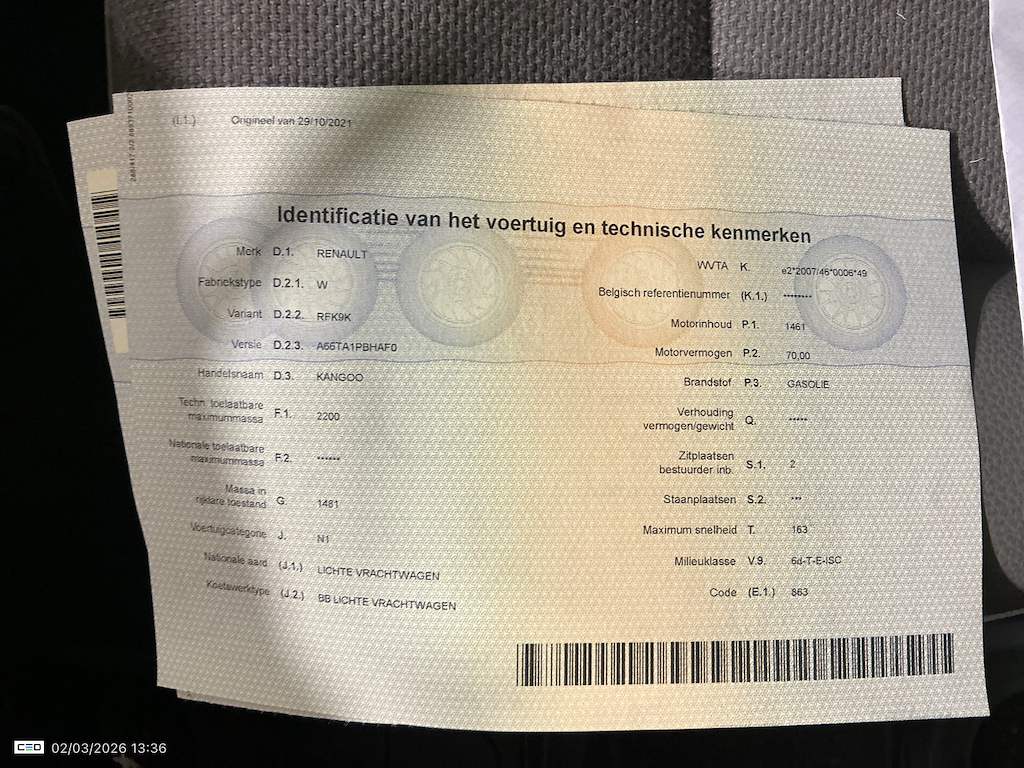 (I.1.) Origineel van 29/10/2021
Identificatie van het voertuig en technische kenmerken
Merk D.1. RENAULT
Fabriekstype D.2.1. W
Variant D.2.2. RFK9K
Versie D.2.3. A66TA1PBHAF0
Handelsnaam D.3. KANGOO
Techn. toelaatbare
maximummassa F.1. 2200
Nationale toelaatbare
maximummassa F.2. ******
Massa in
rijklare toestand G. 1481
Voertuigcategorie J. N1
Nationale aard (J.1.) LICHTE VRACHTWAGEN
Koetswerktype (J.2.) BB LICHTE VRACHTWAGEN
WVTA K. e2*2007/46*0006*49
Belgisch referentienummer (K.1.) ********
Motorinhoud P.1. 1461
Motorvermogen P.2. 70,00
Brandstof P.3. GASOLIE
Verhouding
vermogen/gewicht Q. *****
Zitplaatsen
bestuurder inb. S.1. 2
Staanplaatsen S.2. ***
Maximum snelheid T. 163
Milieuklasse V.9. 6d-T-E-ISC
Code (E.1.) 863
CEO 02/03/2026 13:36